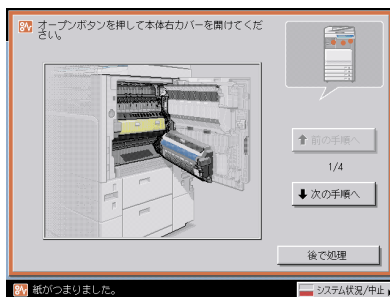 オープンボタンを押して本体右カバーを開けてくだ
さい。
前の手順へ
1/4
次の手順へ
後で処理
紙がつまりました。
システム状況/中止